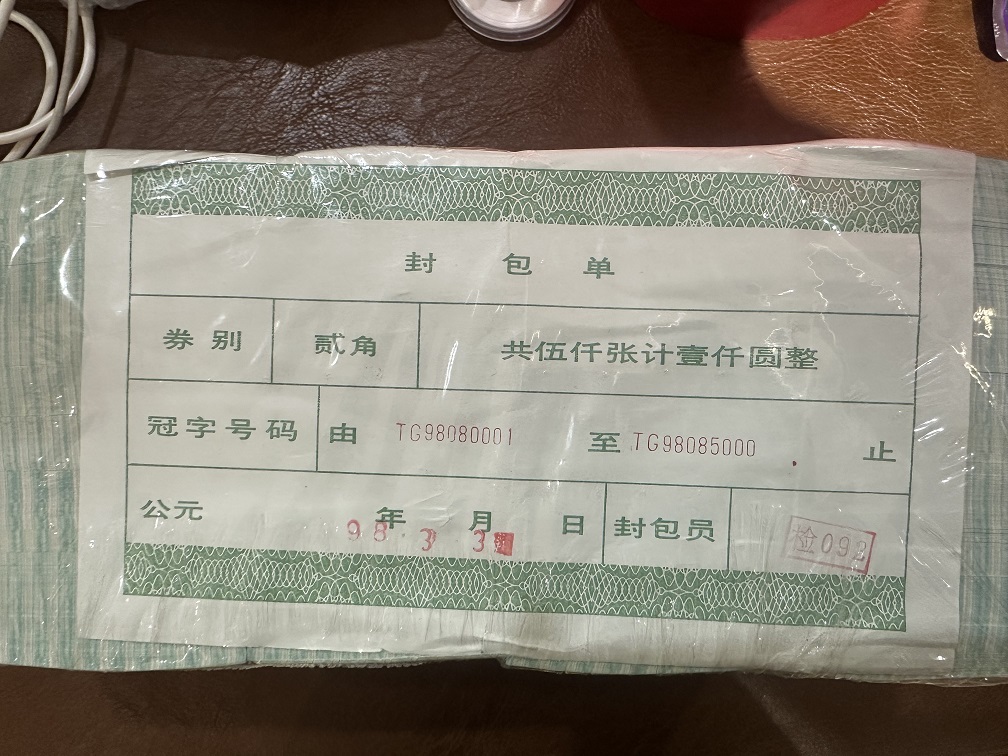 封包单
券别 贰角 共伍仟张计壹仟圆整
冠字号码 由 TG98080001 至 TG98085000 止
公元 年 月 日 封包员 检092
98 3 3